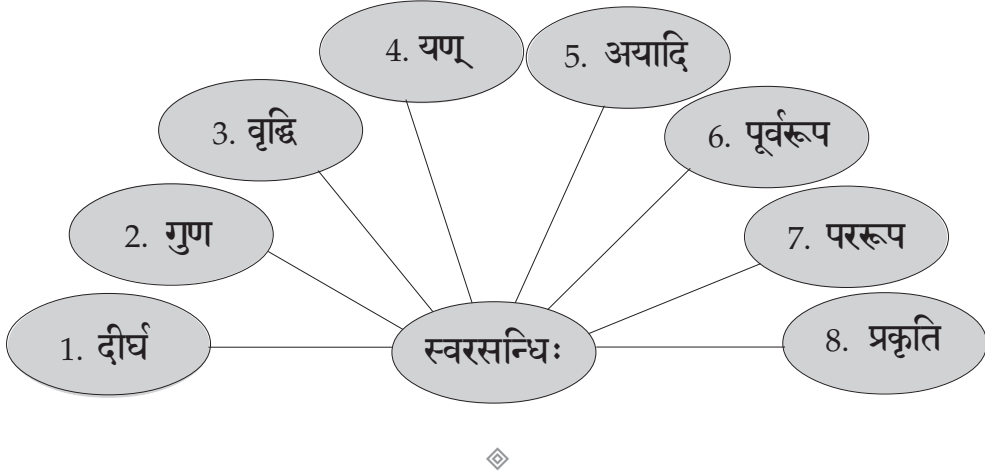 1. दीर्घ
2. गुण
3. वृद्धि
4. यण्
5. अयादि
6. पूर्वरूप
7. पररूप
8. प्रकृति
स्वरसन्धिः